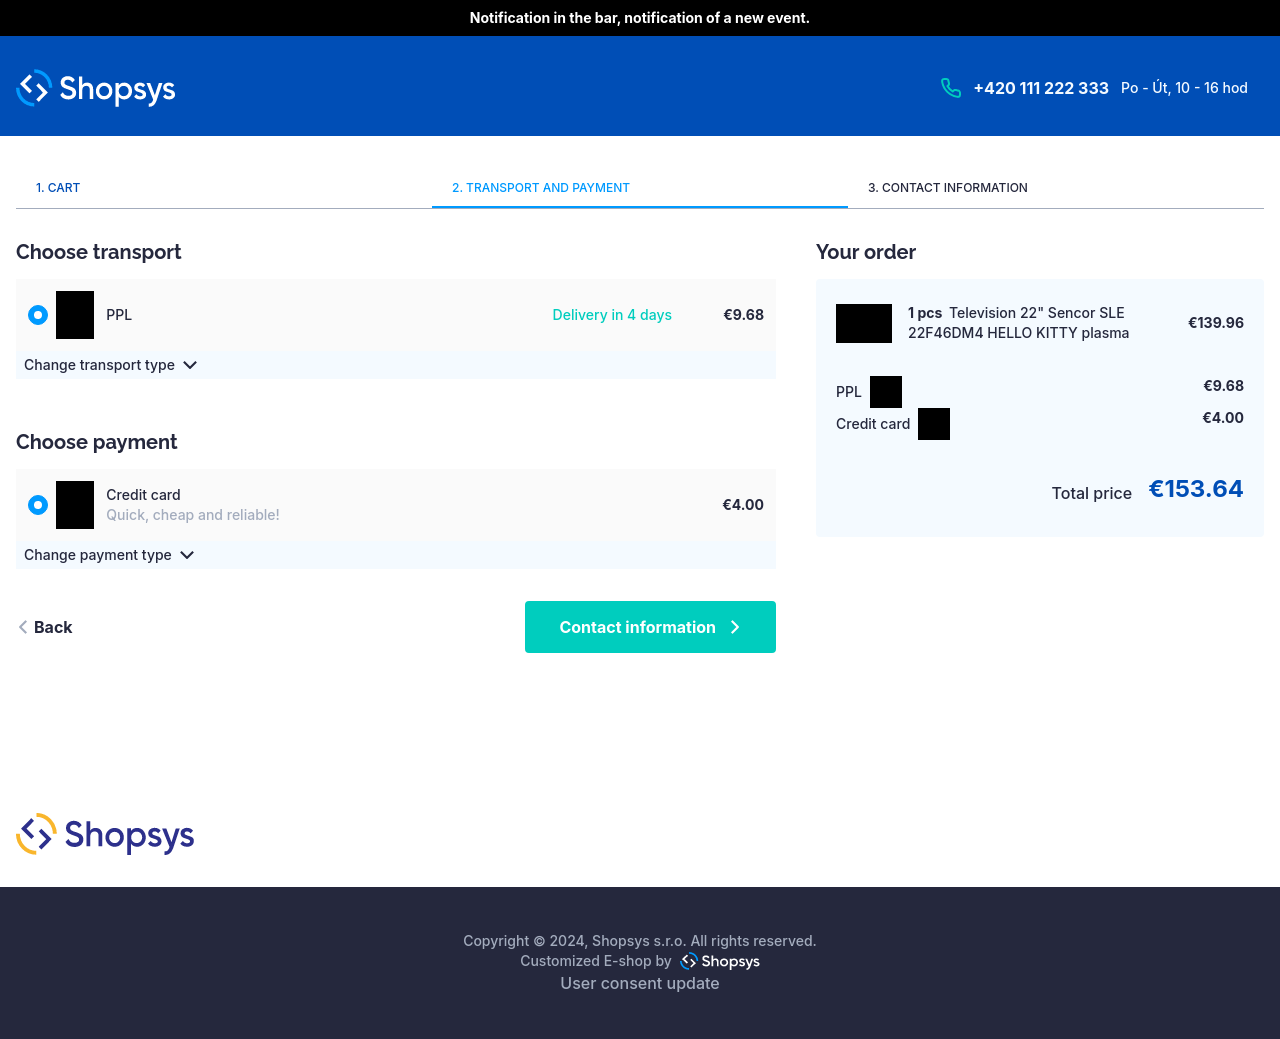 Notification in the bar, notification of a new event.
Shopsys
+420 111 222 333 Po - Út, 10 - 16 hod
1. CART
2. TRANSPORT AND PAYMENT
3. CONTACT INFORMATION
Choose transport
PPL
Delivery in 4 days
€9.68
Change transport type
Choose payment
Credit card
Quick, cheap and reliable!
€4.00
Change payment type
Back
Contact information
Your order
1 pcs Television 22" Sencor SLE
22F46DM4 HELLO KITTY plasma
€139.96
PPL
€9.68
Credit card
€4.00
Total price €153.64
Shopsys
Copyright © 2024, Shopsys s.r.o. All rights reserved.
Customized E-shop by Shopsys
User consent update